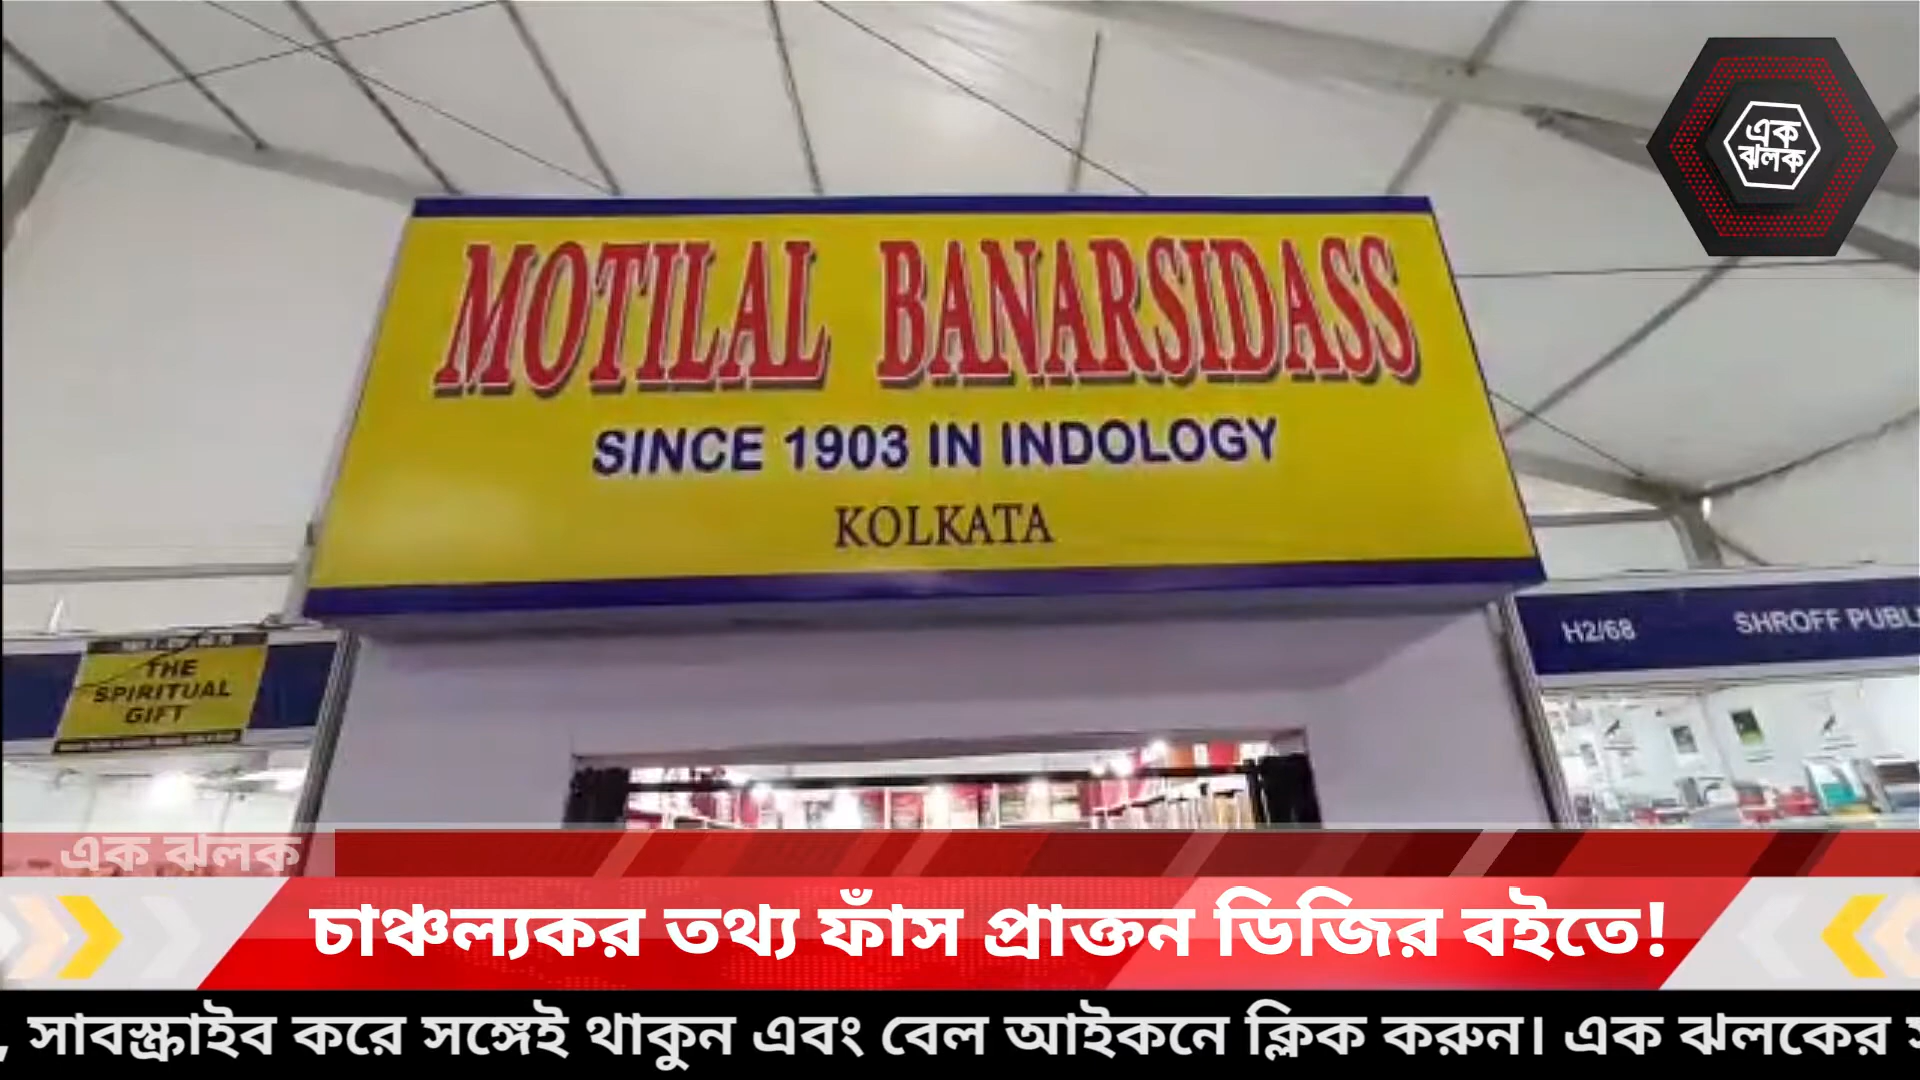 এক
ঝলক
MOTILAL BANARSIDASS
SINCE 1903 IN INDOLOGY
KOLKATA
H2/68 SHROFF PUBLI
THE
SPIRITUAL
GIFT
এক ঝলক
চাঞ্চল্যকর তথ্য ফাঁস প্রাক্তন ডিজির বইতে!
, সাবস্ক্রাইব করে সঙ্গেই থাকুন এবং বেল আইকনে ক্লিক করুন। এক ঝলকের